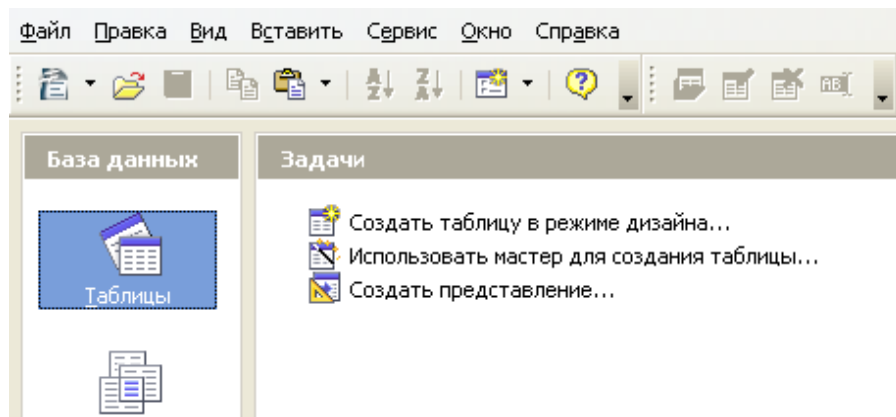 Файл Правка Вид Вставить Сервис Окно Справка
База данных
Задачи
Создать таблицу в режиме дизайна...
Использовать мастер для создания таблицы...
Создать представление...
Таблицы